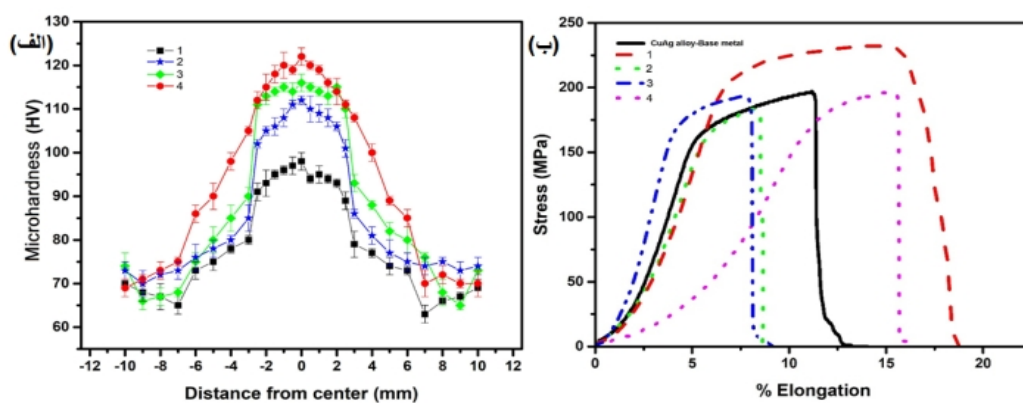 (الف)
130
120
110
100
90
80
70
60
Microhardness (HV)
1
2
3
4
-12 -10 -8 -6 -4 -2 0 2 4 6 8 10 12
Distance from center (mm)
(ب)
250
200
150
100
50
0
Stress (MPa)
CuAg alloy-Base metal
1
2
3
4
0 5 10 15 20
% Elongation